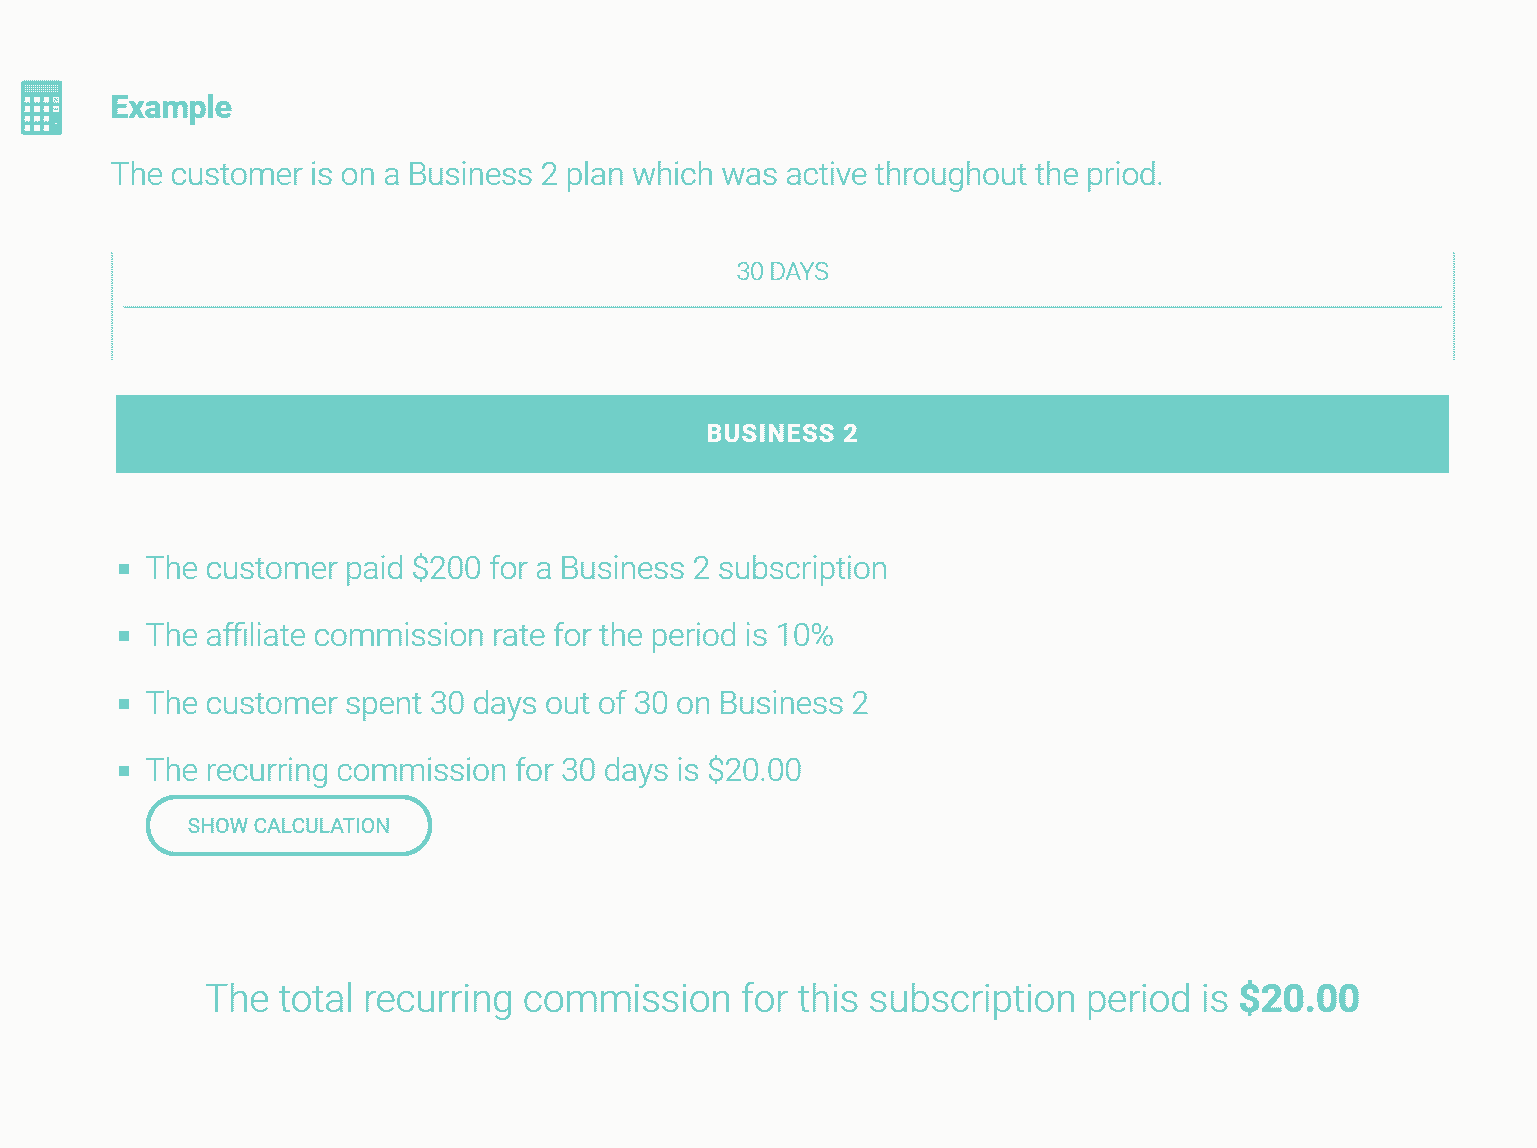 Example
The customer is on a Business 2 plan which was active throughout the priod.
30 DAYS
BUSINESS 2
The customer paid $200 for a Business 2 subscription
The affiliate commission rate for the period is 10%
The customer spent 30 days out of 30 on Business 2
The recurring commission for 30 days is $20.00
SHOW CALCULATION
The total recurring commission for this subscription period is $20.00